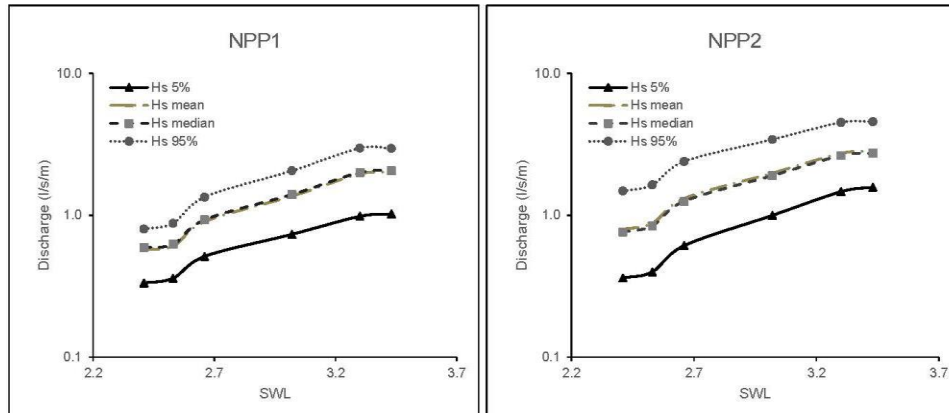 NPP1
10.0
1.0
0.1
Discharge (l/s/m)
Hs 5%
Hs mean
Hs median
Hs 95%
2.2 2.7 3.2 3.7
SWL
NPP2
10.0
1.0
0.1
Discharge (l/s/m)
Hs 5%
Hs mean
Hs median
Hs 95%
2.2 2.7 3.2 3.7
SWL